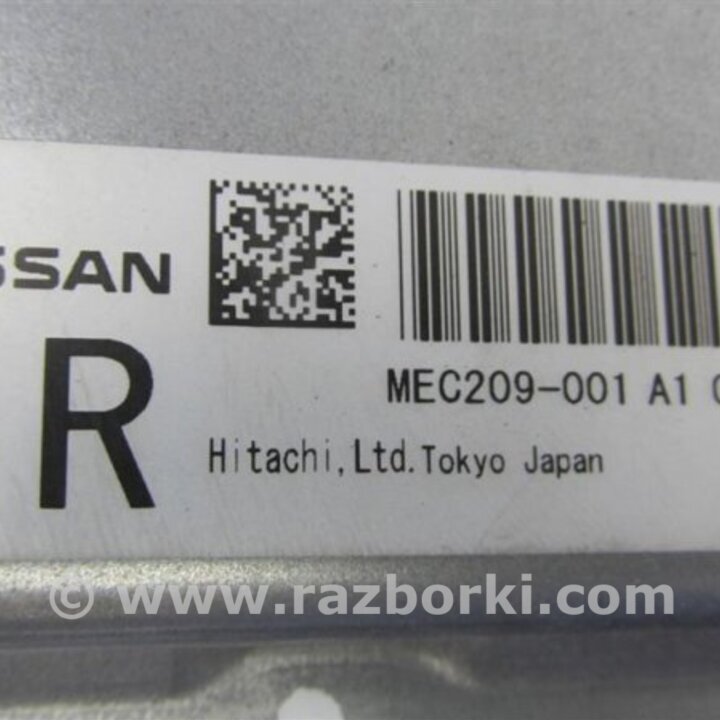 SSAN
R
MEC209-001 A1
Hitachi,Ltd.Tokyo Japan
© www.razborki.com